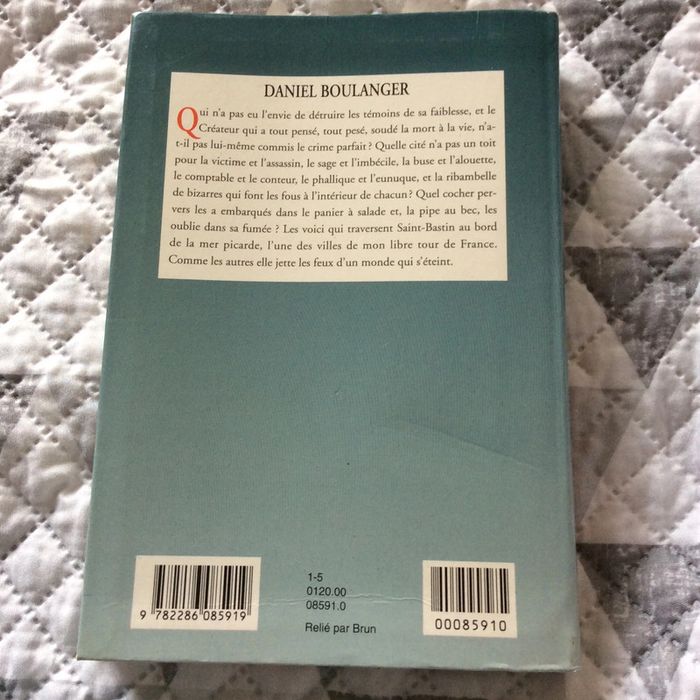 DANIEL BOULANGER
Qui n'a pas eu l'envie de détruire les témoins de sa faiblesse, et le
Créateur qui a tout pensé, tout pesé, soudé la mort à la vie, n'a-
t-il pas lui-même commis le crime parfait ? Quelle cité n'a pas un toit
pour la victime et l'assassin, le sage et l'imbécile, la buse et l'alouette,
le comptable et le conteur, le phallique et l'eunuque, et la ribambelle
de bizarres qui font les fous à l'intérieur de chacun ? Quel cocher per-
vers les a embarqués dans le panier à salade et, la pipe au bec, les
oublie dans sa fumée ? Les voici qui traversent Saint-Bastin au bord
de la mer picarde, l'une des villes de mon libre tour de France.
Comme les autres elle jette les feux d'un monde qui s'éteint.
1-5
0120.00
08591.0
Relié par Brun
9 782286 085919
00085910